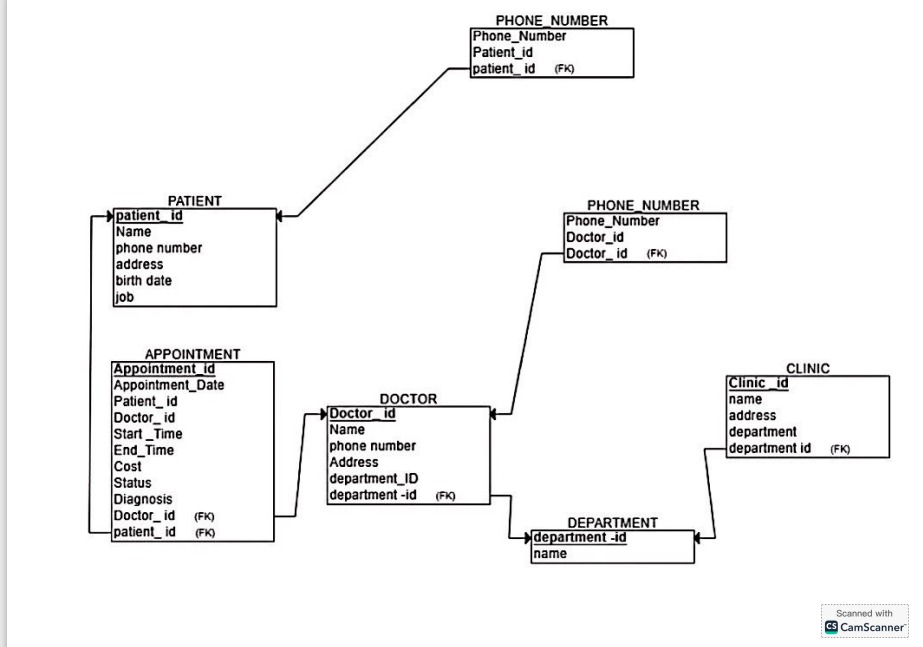 PHONE_NUMBER
Phone_Number
Patient_id
patient_ id (FK)
PATIENT
patient_ id
Name
phone number
address
birth date
job
PHONE_NUMBER
Phone_Number
Doctor_id
Doctor_ id (FK)
APPOINTMENT
Appointment_id
Appointment_Date
Patient_ id
Doctor_ id
Start _Time
End_Time
Cost
Status
Diagnosis
Doctor_ id (FK)
patient_ id (FK)
DOCTOR
Doctor_ id
Name
phone number
Address
department_ID
department -id (FK)
CLINIC
Clinic _id
name
address
department
department id (FK)
DEPARTMENT
department -id
name
Scanned with
CS CamScanner